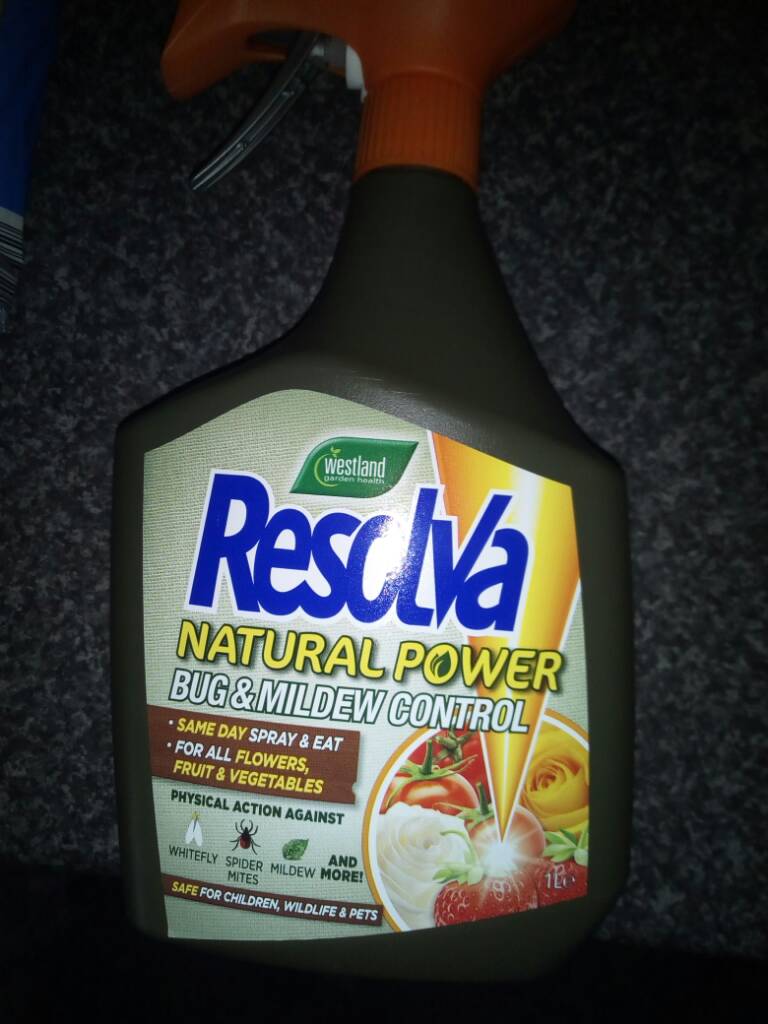 westland
garden health
Resolva
NATURAL POWER
BUG & MILDEW CONTROL
• SAME DAY SPRAY & EAT
• FOR ALL FLOWERS,
FRUIT & VEGETABLES
PHYSICAL ACTION AGAINST
WHITEFLY
SPIDER
MITES
MILDEW
AND
MORE!
SAFE FOR CHILDREN, WILDLIFE & PETS